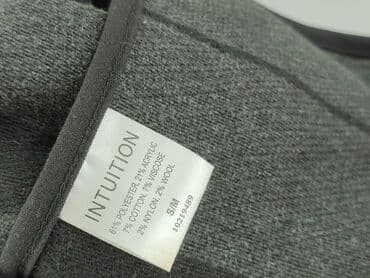 INTUITION
61% POLYESTER, 21% ACRYLIC
7% COTTON, 7% VISCOSE
2% NYLON, 2% WOOL
S/M
10219489